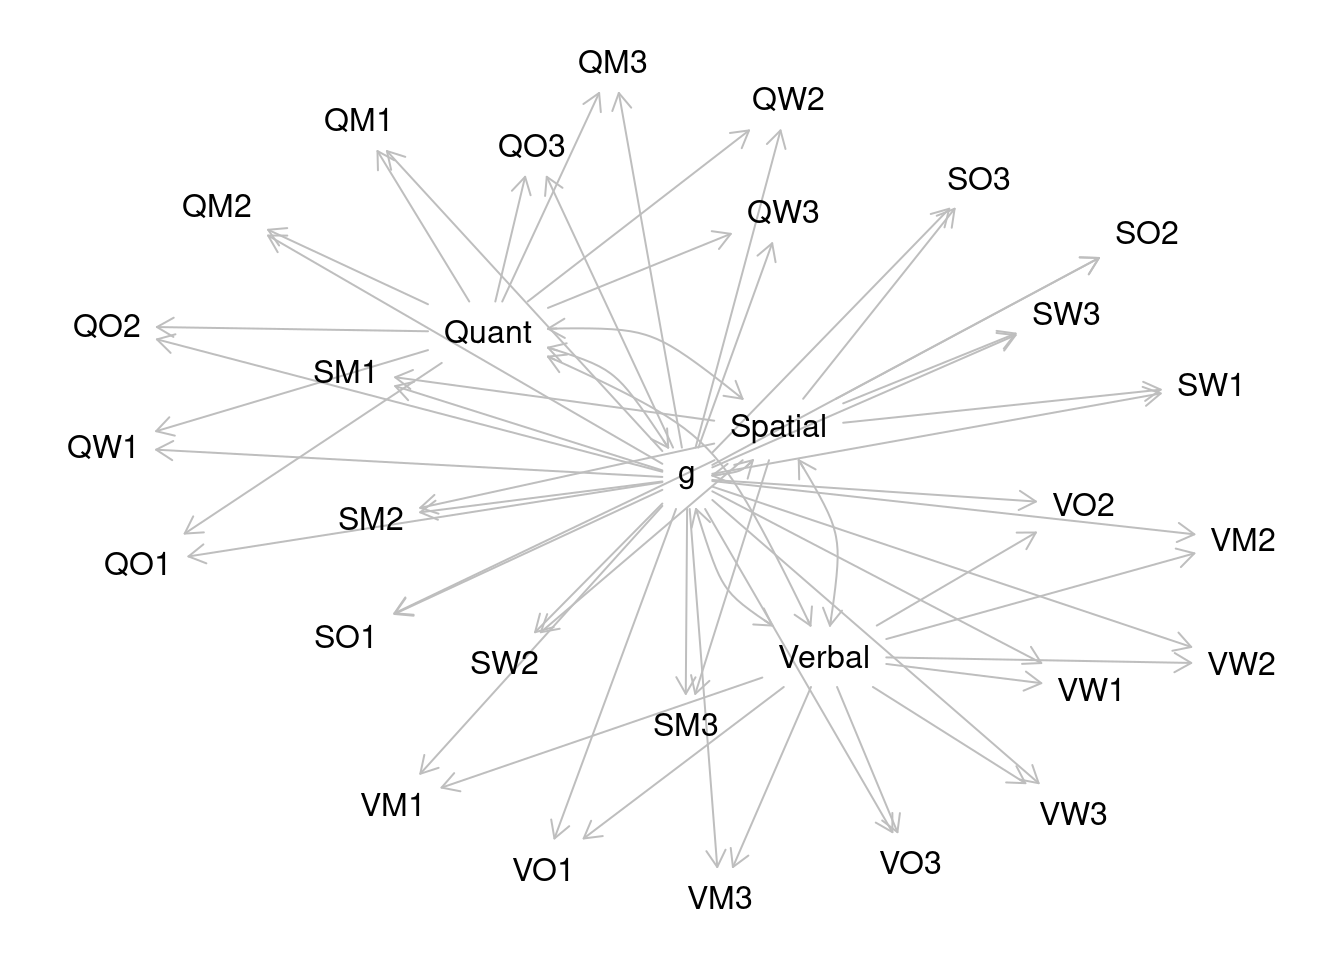 QM3
QW2
QM1
QO3
SO3
QM2
QW3
SO2
SW3
QO2
Quant
SM1
SW1
Spatial
QW1
g
VO2
SM2
VM2
QO1
SO1
SW2
Verbal
VW2
VW1
SM3
VM1
VW3
VO1
VO3
VM3